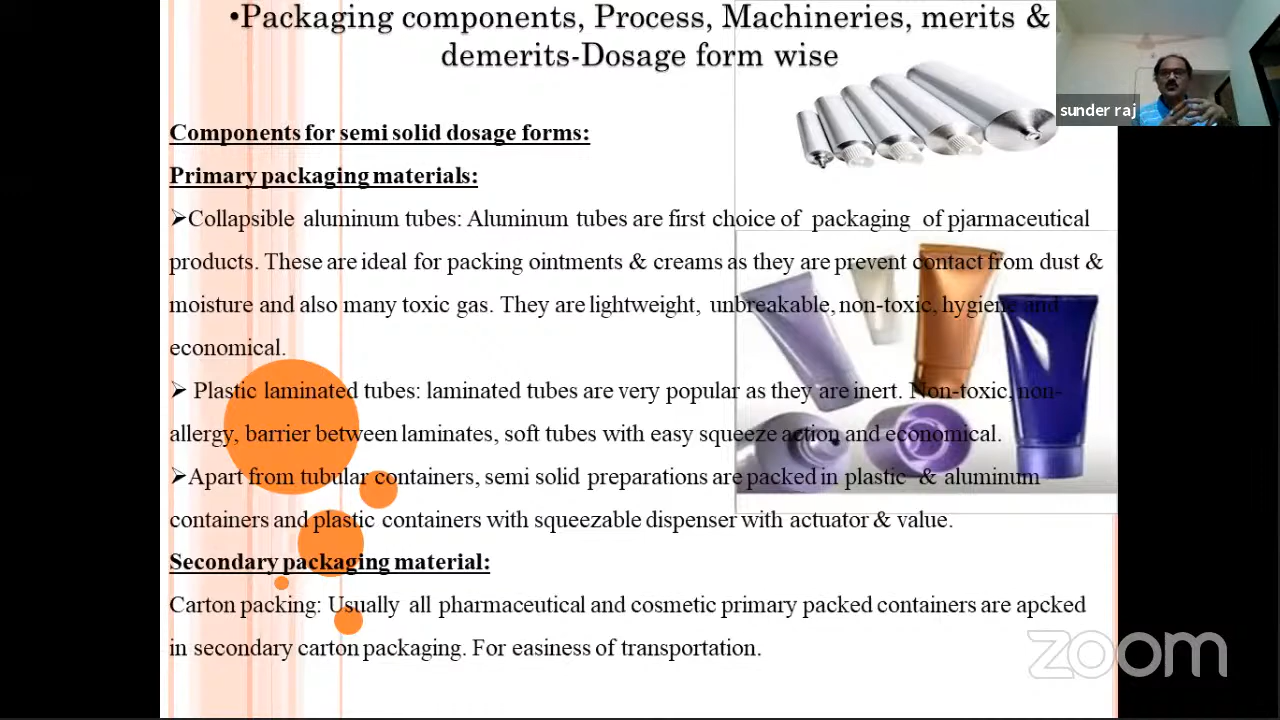 •Packaging components, Process, Machineries, merits &
demerits-Dosage form wise
sunder raj
Components for semi solid dosage forms:
Primary packaging materials:
➢Collapsible aluminum tubes: Aluminum tubes are first choice of packaging of pjarmaceutical
products. These are ideal for packing ointments & creams as they are prevent contact from dust &
moisture and also many toxic gas. They are lightweight, unbreakable, non-toxic, hygiene and
economical.
➢ Plastic laminated tubes: laminated tubes are very popular as they are inert. Non-toxic, non-
allergy, barrier between laminates, soft tubes with easy squeeze action and economical.
➢Apart from tubular containers, semi solid preparations are packed in plastic & aluminum
containers and plastic containers with squeezable dispenser with actuator & value.
Secondary packaging material:
Carton packing: Usually all pharmaceutical and cosmetic primary packed containers are apcked
in secondary carton packaging. For easiness of transportation.
zoom